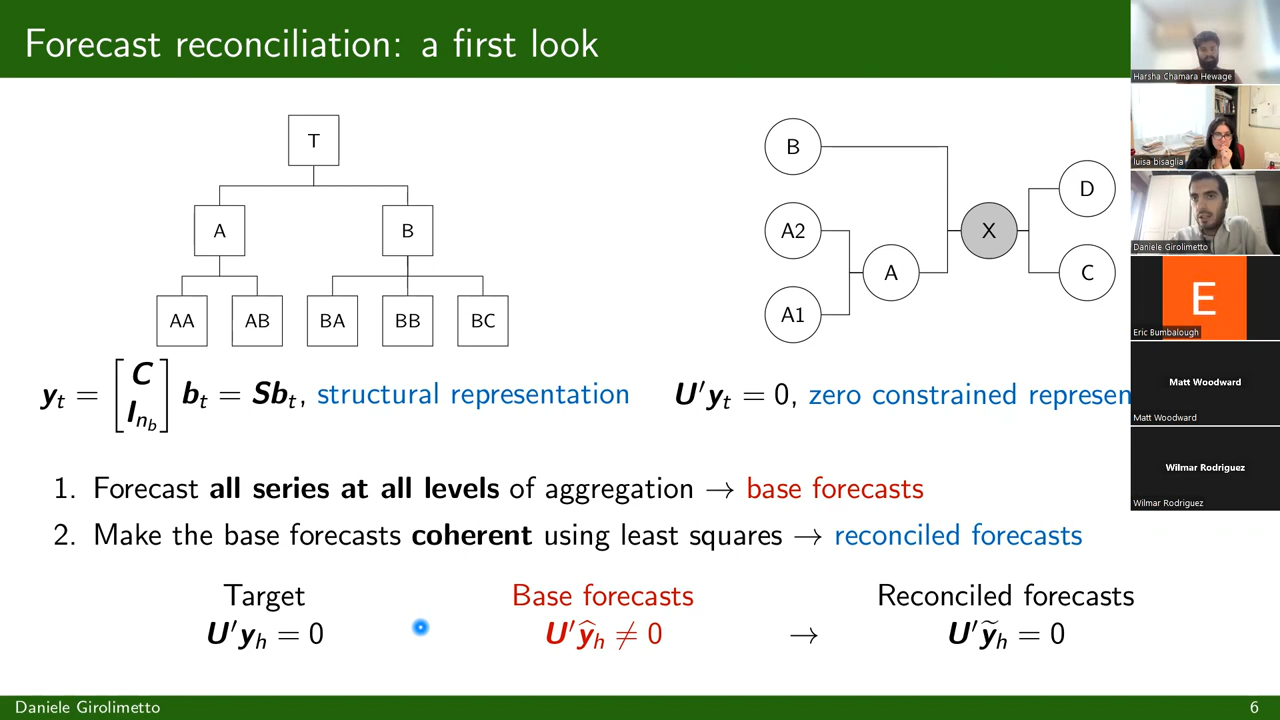 Forecast reconciliation: a first look
T
A B
AA AB BA BB BC
B
A2
A1
A
X
D
C
y_t = [C I_{n_b}] b_t = Sb_t, structural representation
U′y_t = 0, zero constrained represen
1. Forecast all series at all levels of aggregation → base forecasts
2. Make the base forecasts coherent using least squares → reconciled forecasts
Target Base forecasts Reconciled forecasts
U′y_h = 0 U′ŷ_h ≠ 0 → U′ỹ_h = 0
Daniele Girolimetto 6
Harsha Chamara Hewage
luisa bisaglia
Daniele Girolimetto
E
Eric Bumbalough
Matt Woodward
Matt Woodward
Wilmar Rodriguez
Wilmar Rodriguez